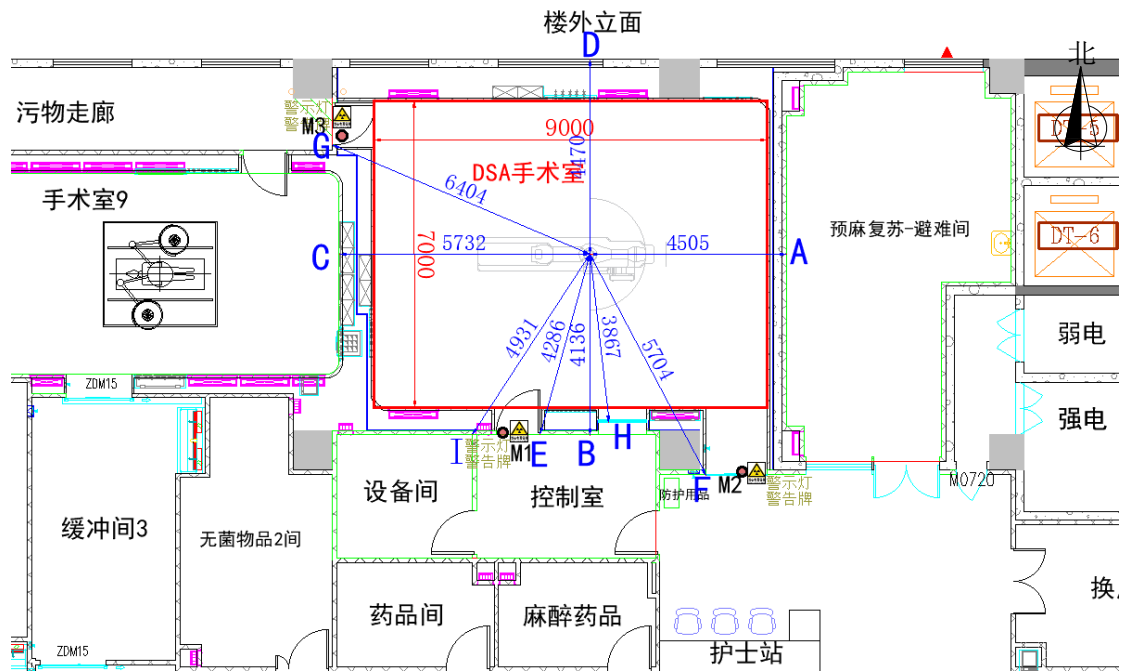 楼外立面
D
北
污物走廊
警示灯
警告牌
M3
G
9000
4470
DSA手术室
6404
DT-5
手术室9
5732
4505
C
A
7000
预麻复苏-避难间
DT-6
4931
4286
4136
3867
5704
弱电
ZDM15
强电
H
M1
I
E
B
警示灯
警告牌
F
M2
警示灯
警告牌
M0720
设备间
控制室
防护用品
缓冲间3
无菌物品2间
药品间
麻醉药品
换
ZDM15
护士站